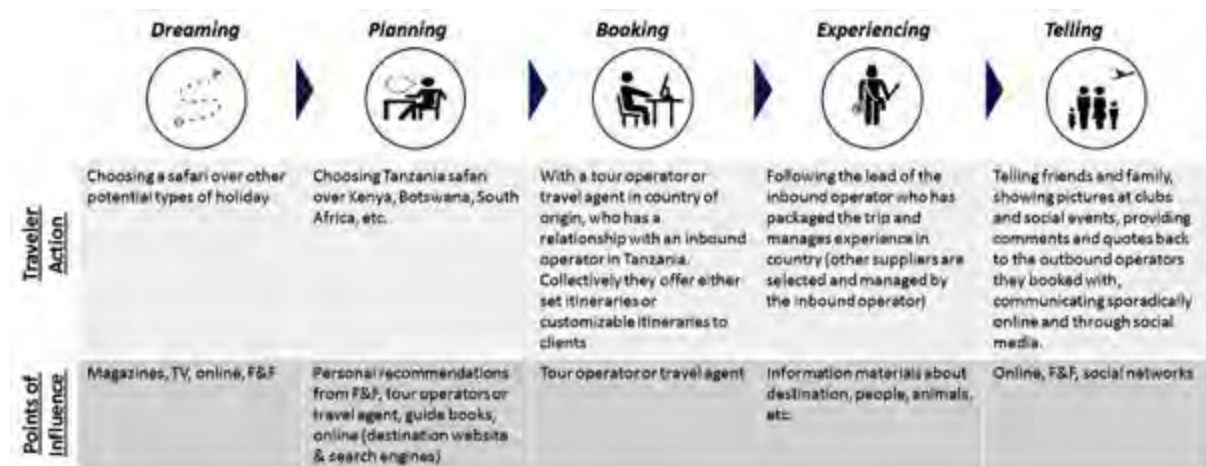 Dreaming
Planning
Booking
Experiencing
Telling
Traveler
Action
Choosing a safari over other
potential types of holiday
Choosing Tanzania safari
over Kenya, Botswana, South
Africa, etc.
With a tour operator or
travel agent in country of
origin, who has a
relationship with an inbound
operator in Tanzania.
Collectively they offer either
set itineraries or
customizable itineraries to
clients
Following the lead of the
inbound operator who has
packaged the trip and
manages experience in
country (other suppliers are
selected and managed by
the inbound operator)
Telling friends and family,
showing pictures at clubs
and social events, providing
comments and quotes back
to the outbound operators
they booked with,
communicating sporadically
online and through social
media.
Points of
Influence
Magazines, TV, online, F&F
Personal recommendations
from F&F, tour operators or
travel agent, guide books,
online (destination website
& search engines)
Tour operator or travel agent
Information materials about
destination, people, animals,
etc.
Online, F&F, social networks